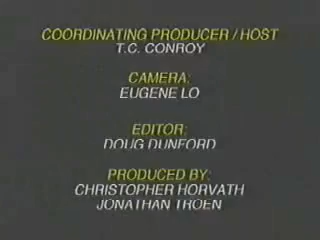 COORDINATING PRODUCER / HOST
T.C. CONROY
CAMERA:
EUGENE LO
EDITOR:
DOUG DUNFORD
PRODUCED BY:
CHRISTOPHER HORVATH
JONATHAN TROEN